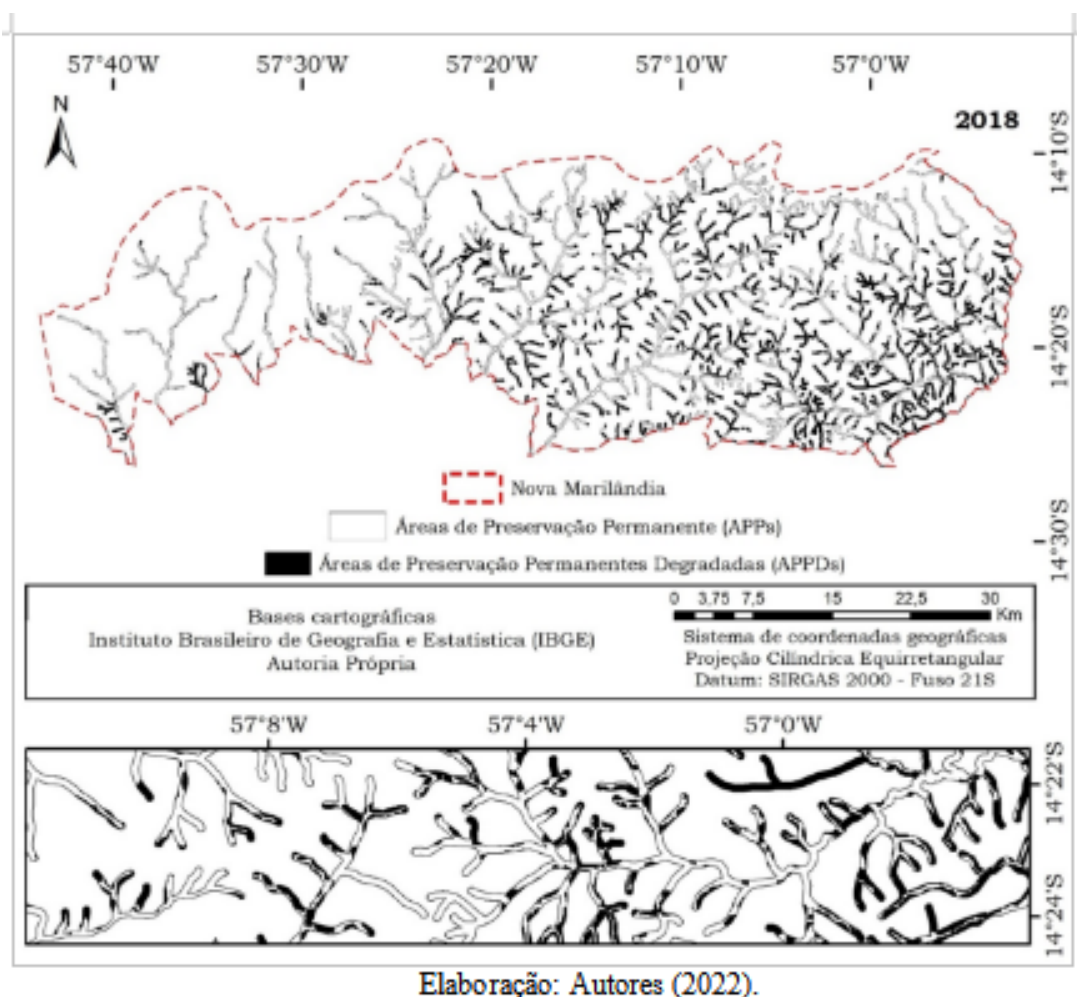 57°40'W 57°30'W 57°20'W 57°10'W 57°0'W
N
2018
14°10'S
14°20'S
14°30'S
Nova Marilândia
Áreas de Preservação Permanente (APPs)
Áreas de Preservação Permanentes Degradadas (APPDs)
Bases cartográficas
Instituto Brasileiro de Geografia e Estatística (IBGE)
Autoria Própria
0 3,75 7,5 15 22,5 30
Km
Sistema de coordenadas geográficas
Projeção Cilíndrica Equirretangular
Datum: SIRGAS 2000 - Fuso 21S
57°8'W 57°4'W 57°0'W
14°22'S
14°24'S
Elaboração: Autores (2022).